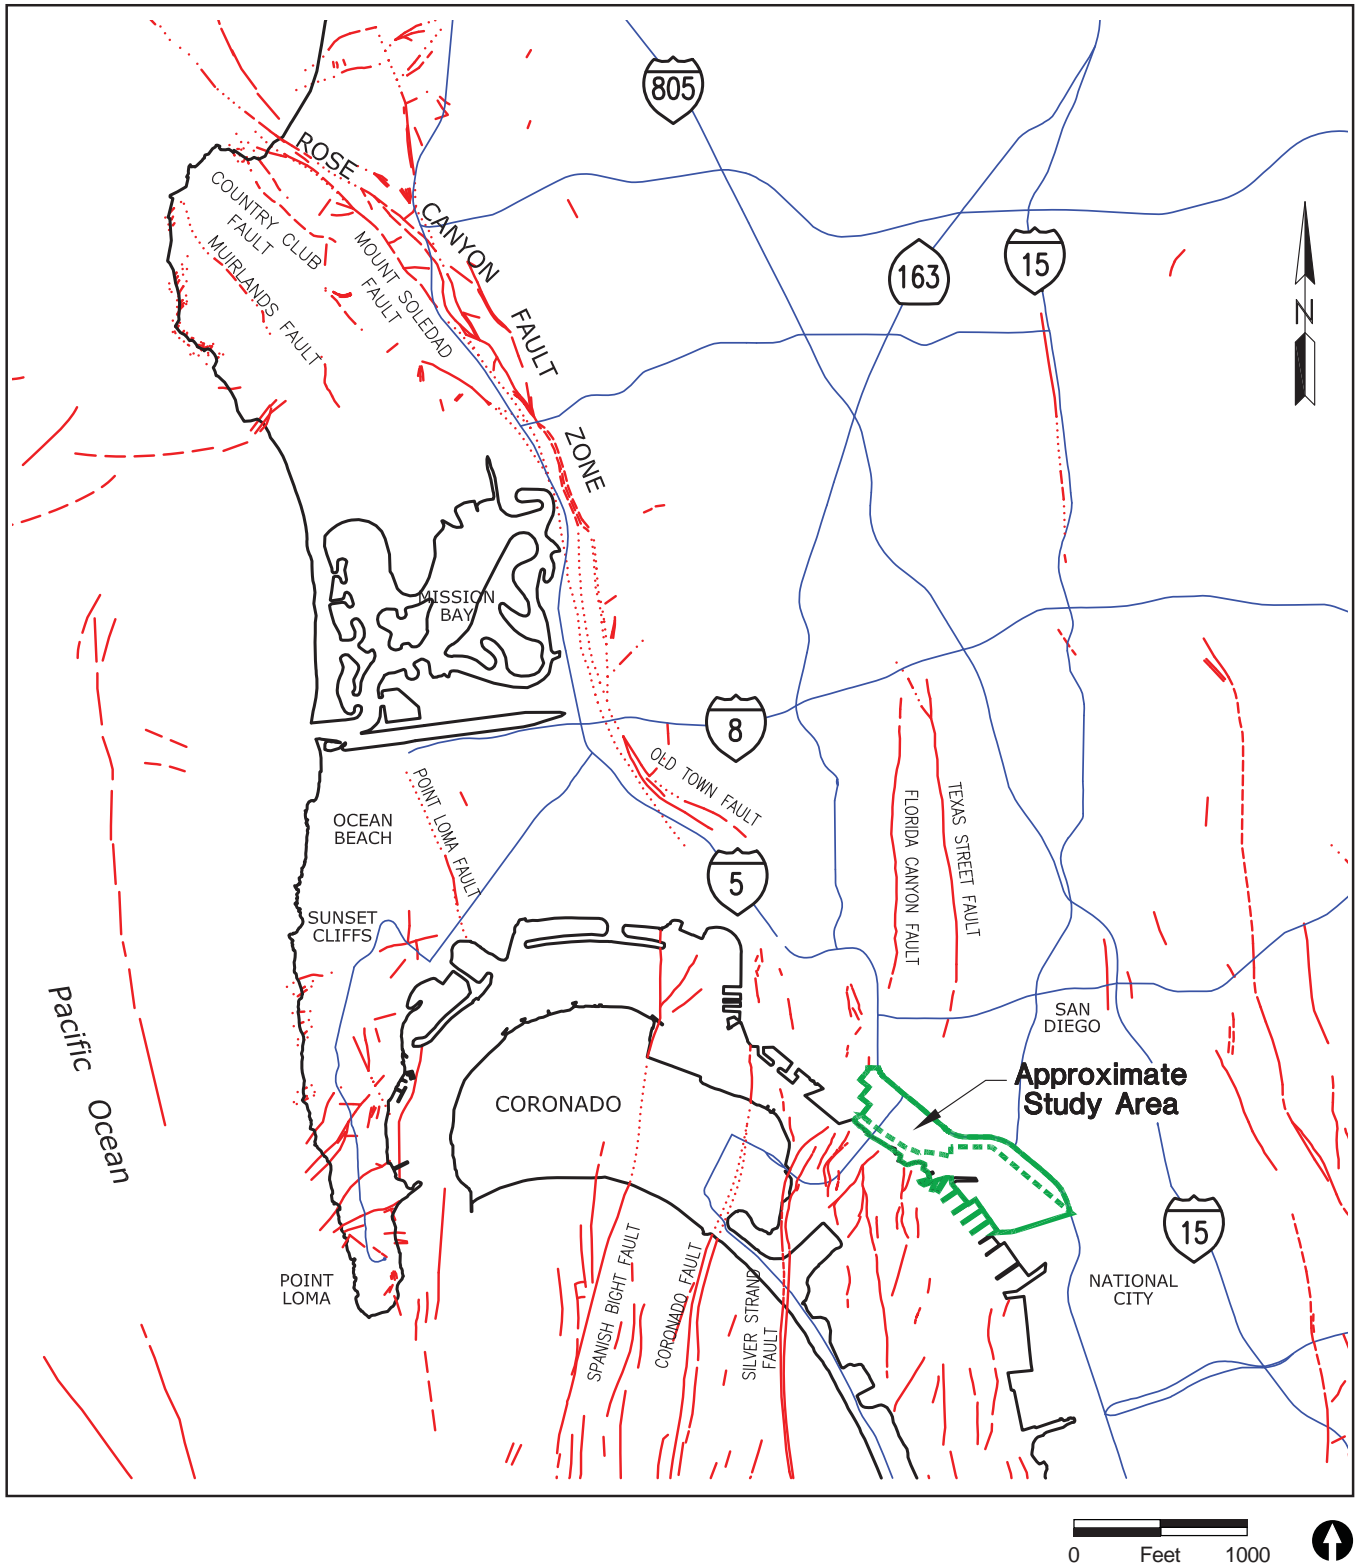 805
ROSE
CANYON
FAULT
ZONE
COUNTRY CLUB
FAULT
MUIRLANDS FAULT
MOUNT SOLEDAD
FAULT
163
15
N
MISSION
BAY
8
OLD TOWN FAULT
POINT LOMA FAULT
OCEAN
BEACH
5
FLORIDA CANYON FAULT
TEXAS STREET FAULT
SUNSET
CLIFFS
Pacific
Ocean
SAN
DIEGO
Approximate
Study Area
CORONADO
15
POINT
LOMA
SPANISH BIGHT FAULT
CORONADO FAULT
SILVER STRAND
FAULT
NATIONAL
CITY
0 Feet 1000